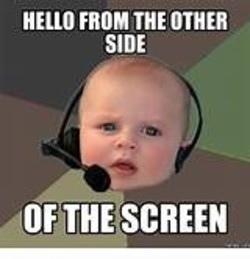 HELLO FROM THE OTHER
SIDE
OF THE SCREEN